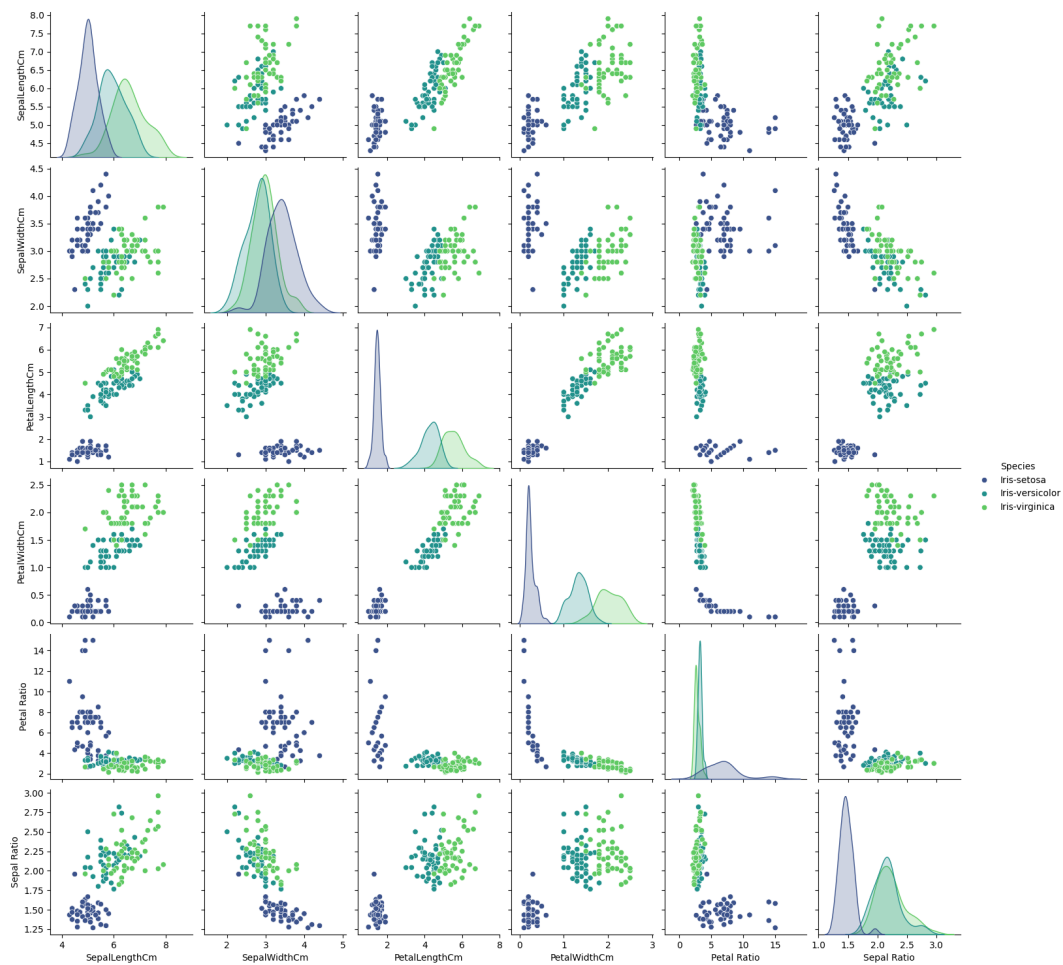 8.0
7.5
7.0
6.5
6.0
5.5
5.0
4.5
SepalLengthCm
4.5
4.0
3.5
3.0
2.5
2.0
SepalWidthCm
7
6
5
4
3
2
1
PetalLengthCm
2.5
2.0
1.5
1.0
0.5
0.0
PetalWidthCm
14
12
10
8
6
4
2
Petal Ratio
3.00
2.75
2.50
2.25
2.00
1.75
1.50
1.25
Sepal Ratio
4 6 8
SepalLengthCm
2 3 4 5
SepalWidthCm
2 4 6 8
PetalLengthCm
0 1 2 3
PetalWidthCm
0 5 10 15
Petal Ratio
1.0 2.0 3.0
Sepal Ratio
Species
Iris-setosa
Iris-versicolor
Iris-virginica